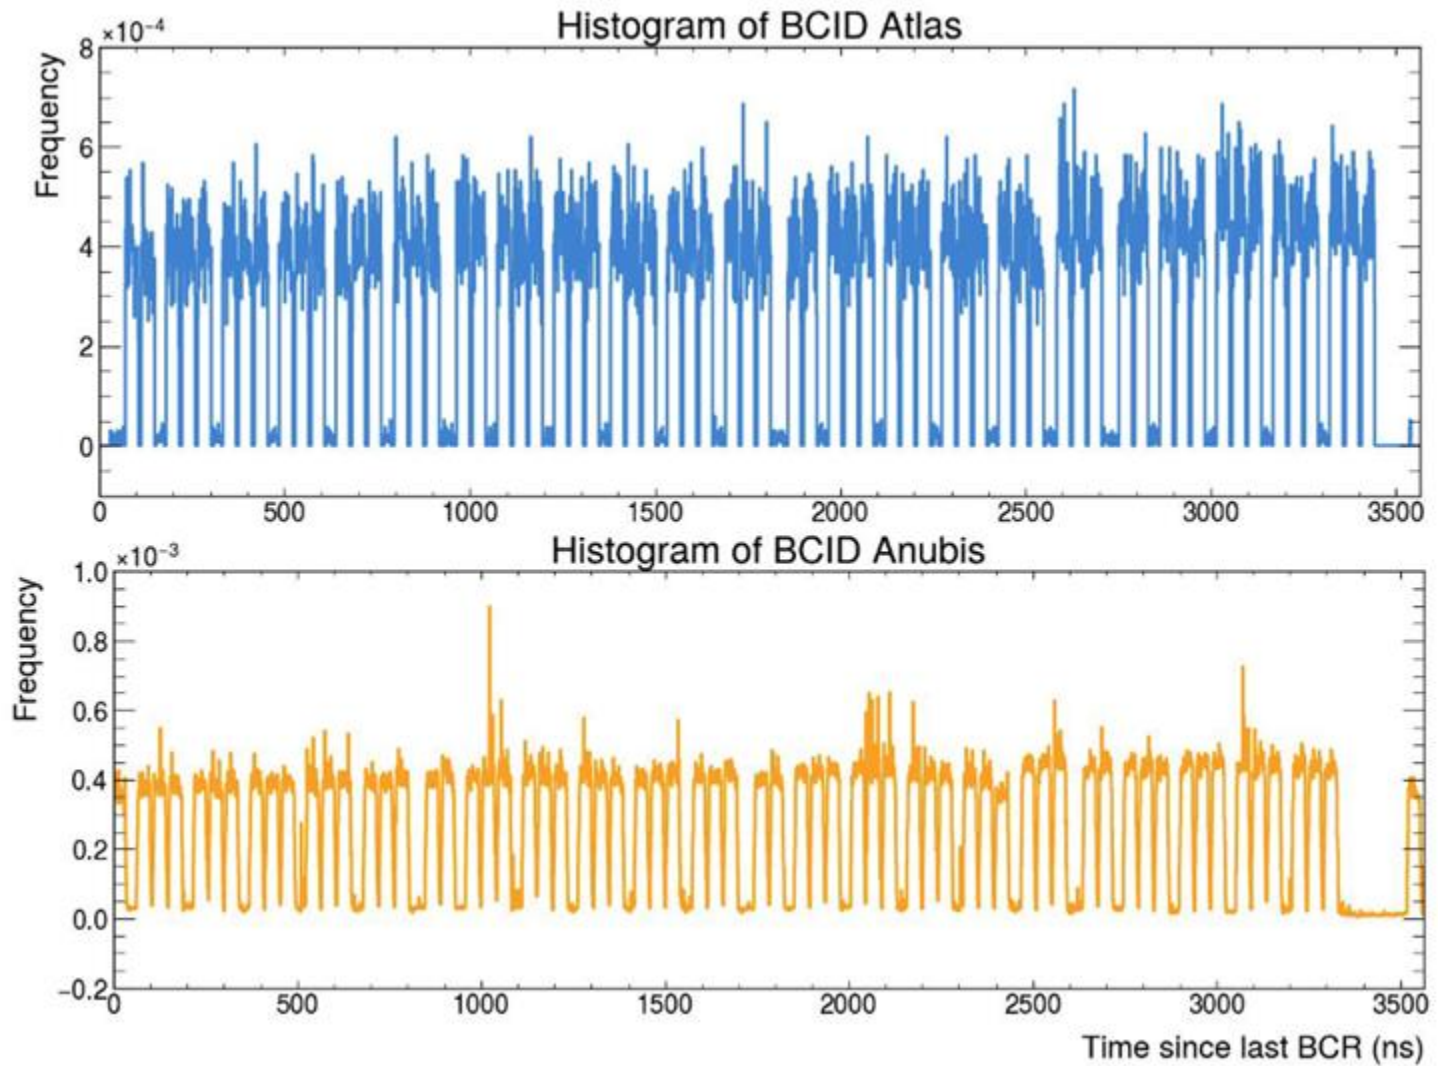 Histogram of BCID Atlas
×10⁻⁴
Frequency
8
6
4
2
0
0 500 1000 1500 2000 2500 3000 3500
Histogram of BCID Anubis
×10⁻³
Frequency
1.0
0.8
0.6
0.4
0.2
0.0
−0.2
0 500 1000 1500 2000 2500 3000 3500
Time since last BCR (ns)